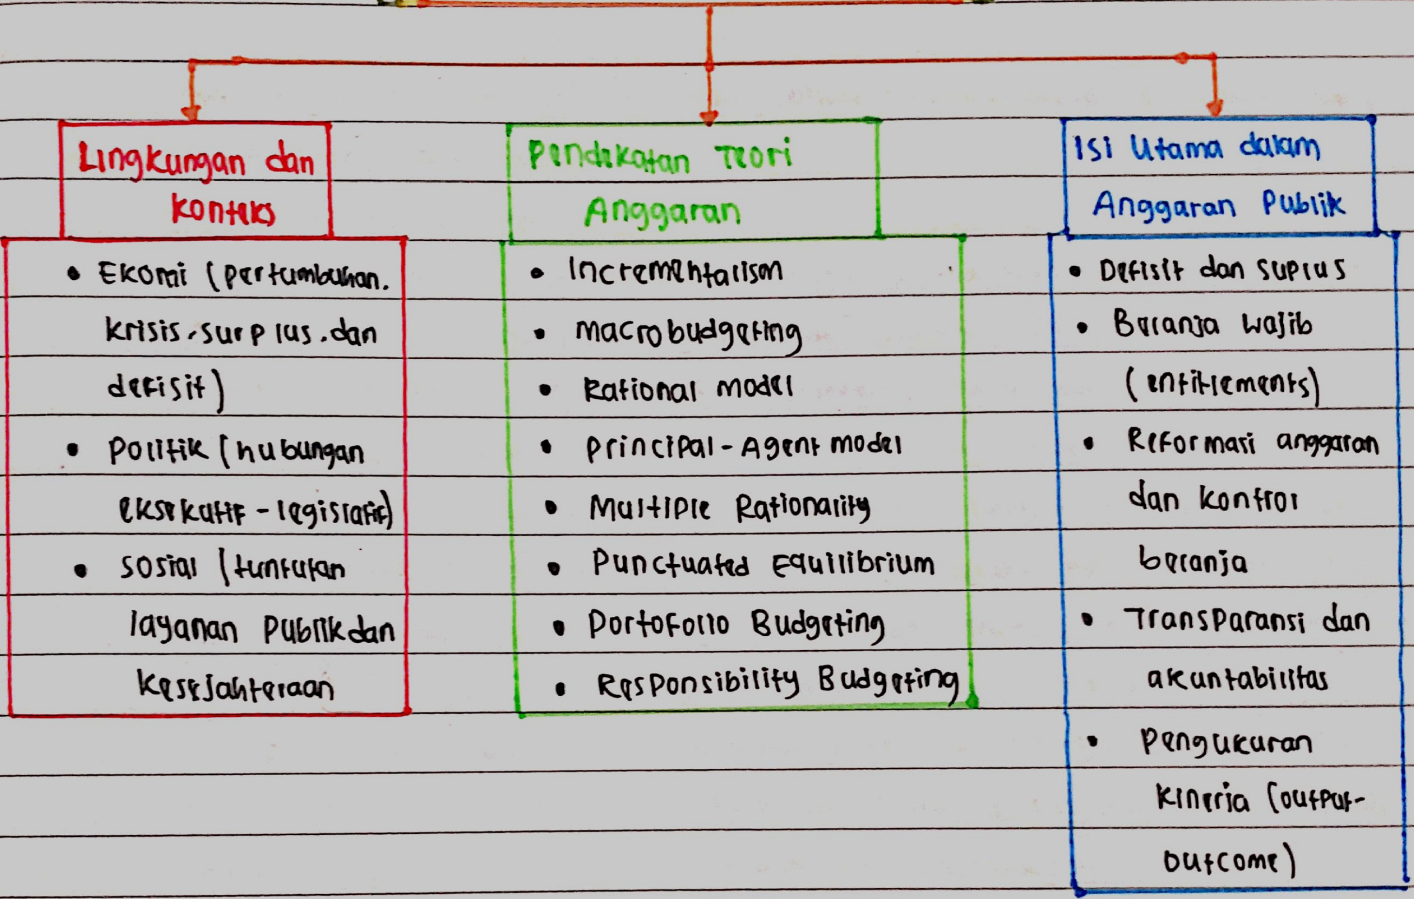 Lingkungan dan
konteks
• Ekomi (pertumbuhan.
krisis, surplus. dan
defisit)
• politik (hubungan
eksekutif - legislatif)
• sosial (tuntutan
layanan publik dan
kesejahteraan
Pendekatan Teori
Anggaran
• Incrementalism
• macrobudgeting
• Rational model
• principal - Agent model
• Multiple Rationality
• Punctuated Equilibrium
• Portofolio Budgeting
• Responsibility Budgeting
Isi Utama dalam
Anggaran Publik
• Defisit dan suplus
• Belanja wajib
(entitlements)
• Reformasi anggaran
dan kontrol
belanja
• Transparansi dan
akuntabilitas
• Pengukuran
kinerja (output-
outcome)